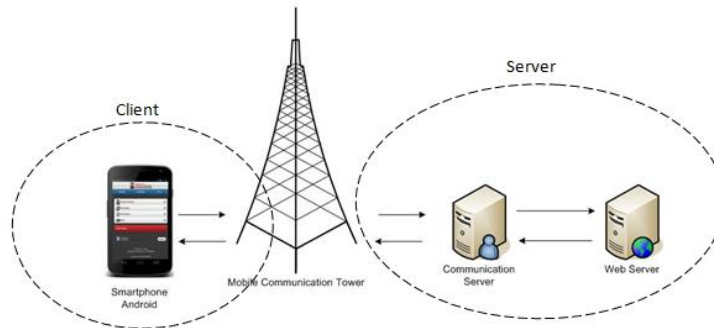 Server
Client
Mobile Communication Tower
Communication
Server
Web Server
Smartphone
Android